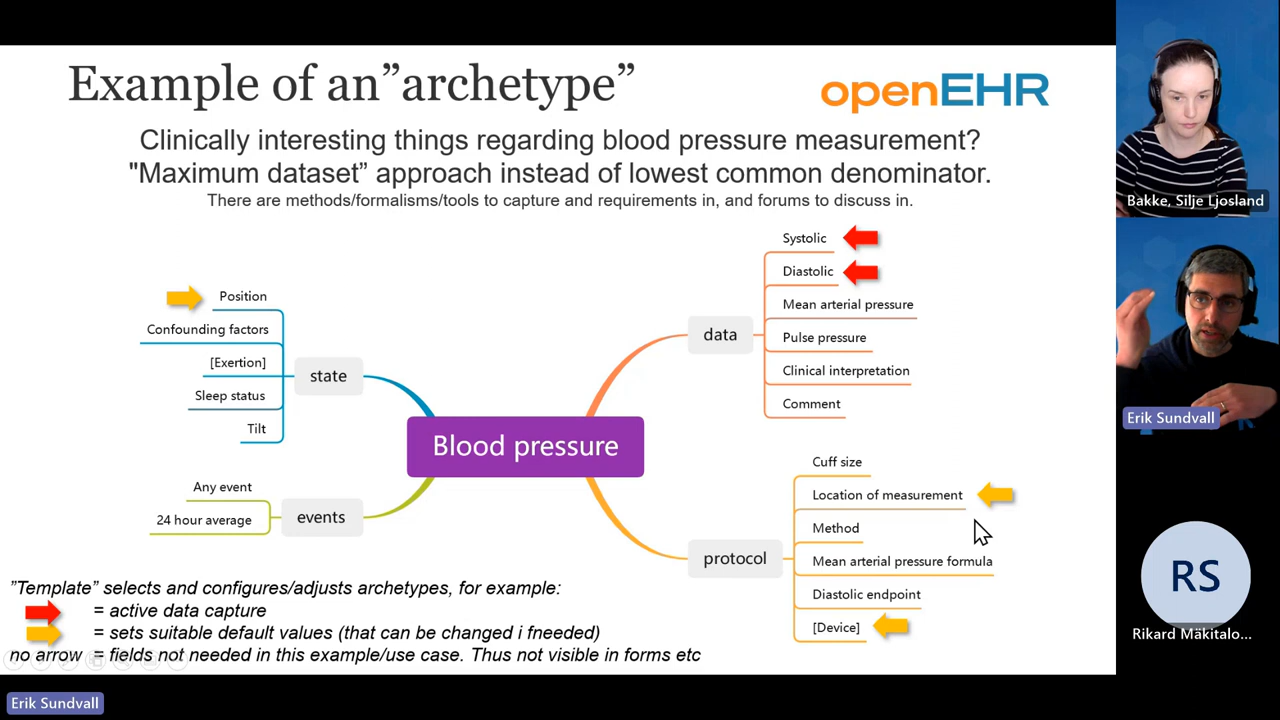 Example of an”archetype”
openEHR
Clinically interesting things regarding blood pressure measurement?
"Maximum dataset” approach instead of lowest common denominator.
There are methods/formalisms/tools to capture and requirements in, and forums to discuss in.
Position
Confounding factors
[Exertion]
Sleep status
Tilt
state
Any event
24 hour average
events
Blood pressure
data
Systolic
Diastolic
Mean arterial pressure
Pulse pressure
Clinical interpretation
Comment
protocol
Cuff size
Location of measurement
Method
Mean arterial pressure formula
Diastolic endpoint
[Device]
”Template” selects and configures/adjusts archetypes, for example:
= active data capture
= sets suitable default values (that can be changed i fneeded)
no arrow = fields not needed in this example/use case. Thus not visible in forms etc
Erik Sundvall
Bakke, Silje Ljosland
Erik Sundvall
RS
Rikard Mäkitalo...